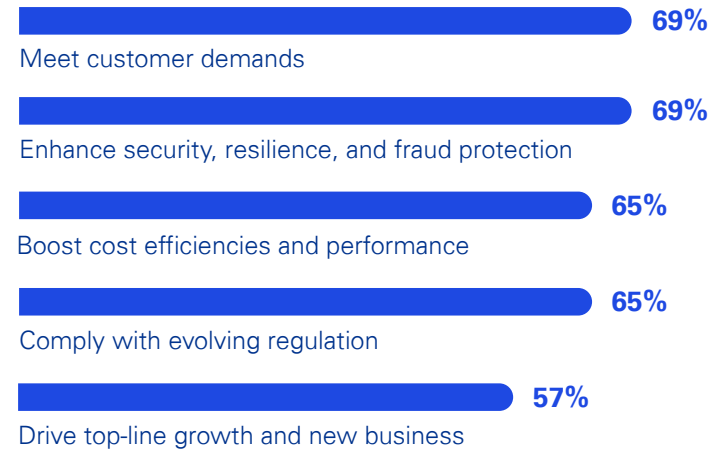 69%
Meet customer demands
69%
Enhance security, resilience, and fraud protection
65%
Boost cost efficiencies and performance
65%
Comply with evolving regulation
57%
Drive top-line growth and new business